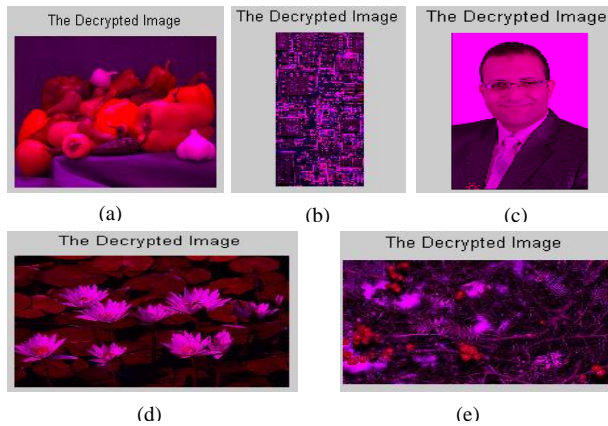 The Decrypted Image
The Decrypted Image
The Decrypted Image
(a)
(b)
(c)
The Decrypted Image
The Decrypted Image
(d)
(e)